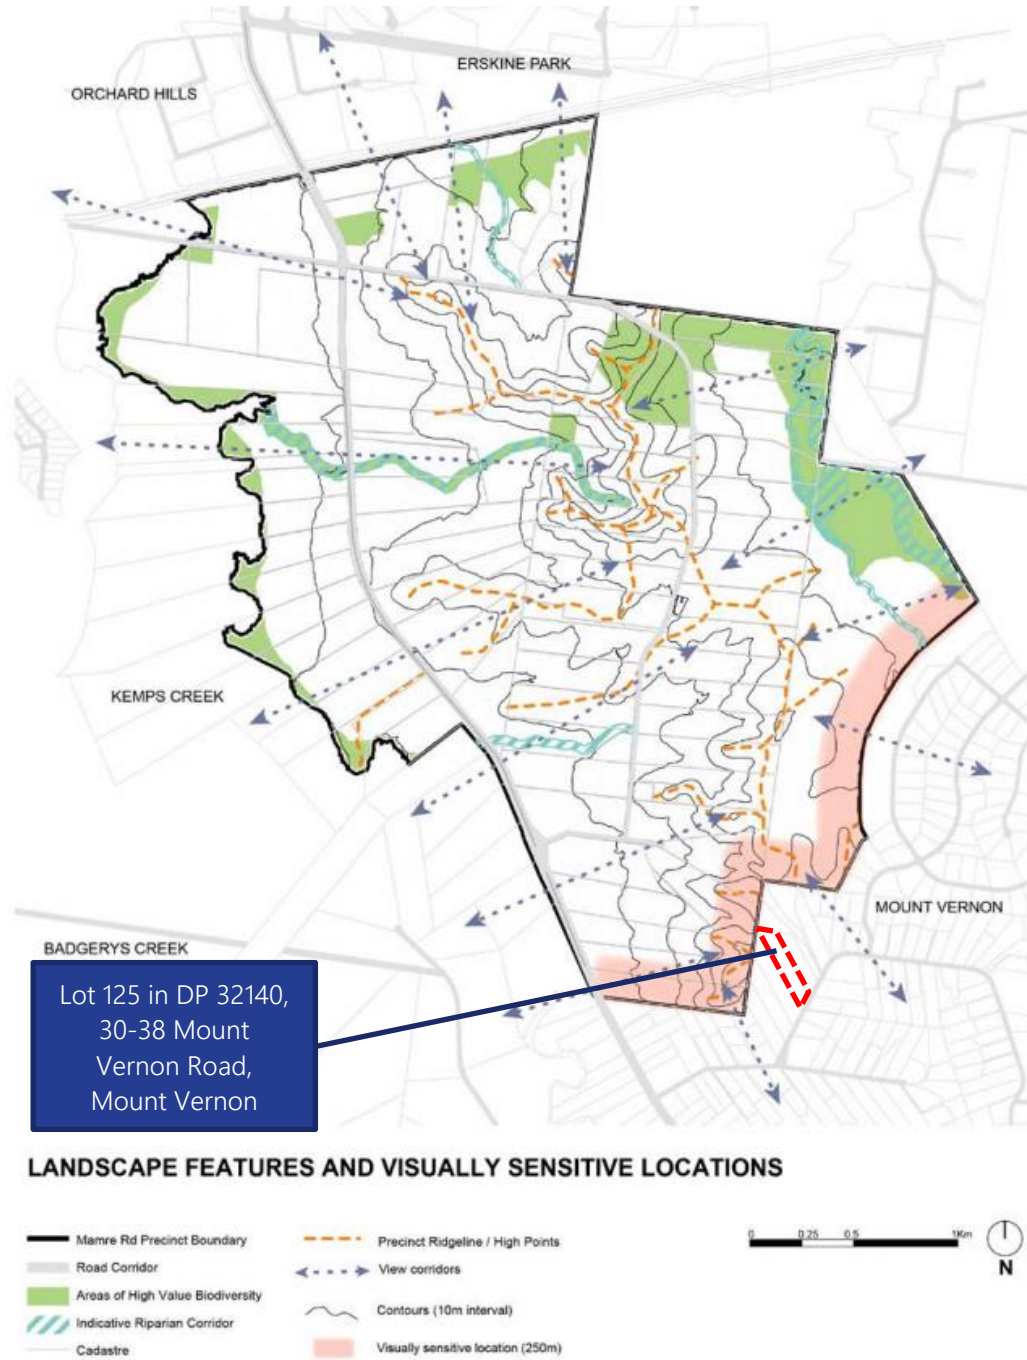 ERSKINE PARK
ORCHARD HILLS
KEMPS CREEK
MOUNT VERNON
BADGERYS CREEK
Lot 125 in DP 32140,
30-38 Mount
Vernon Road,
Mount Vernon
LANDSCAPE FEATURES AND VISUALLY SENSITIVE LOCATIONS
Mamre Rd Precinct Boundary
Road Corridor
Areas of High Value Biodiversity
Indicative Riparian Corridor
Cadastre
Precinct Ridgeline / High Points
View corridors
Contours (10m interval)
Visually sensitive location (250m)
0 0.25 0.5 1Km
N